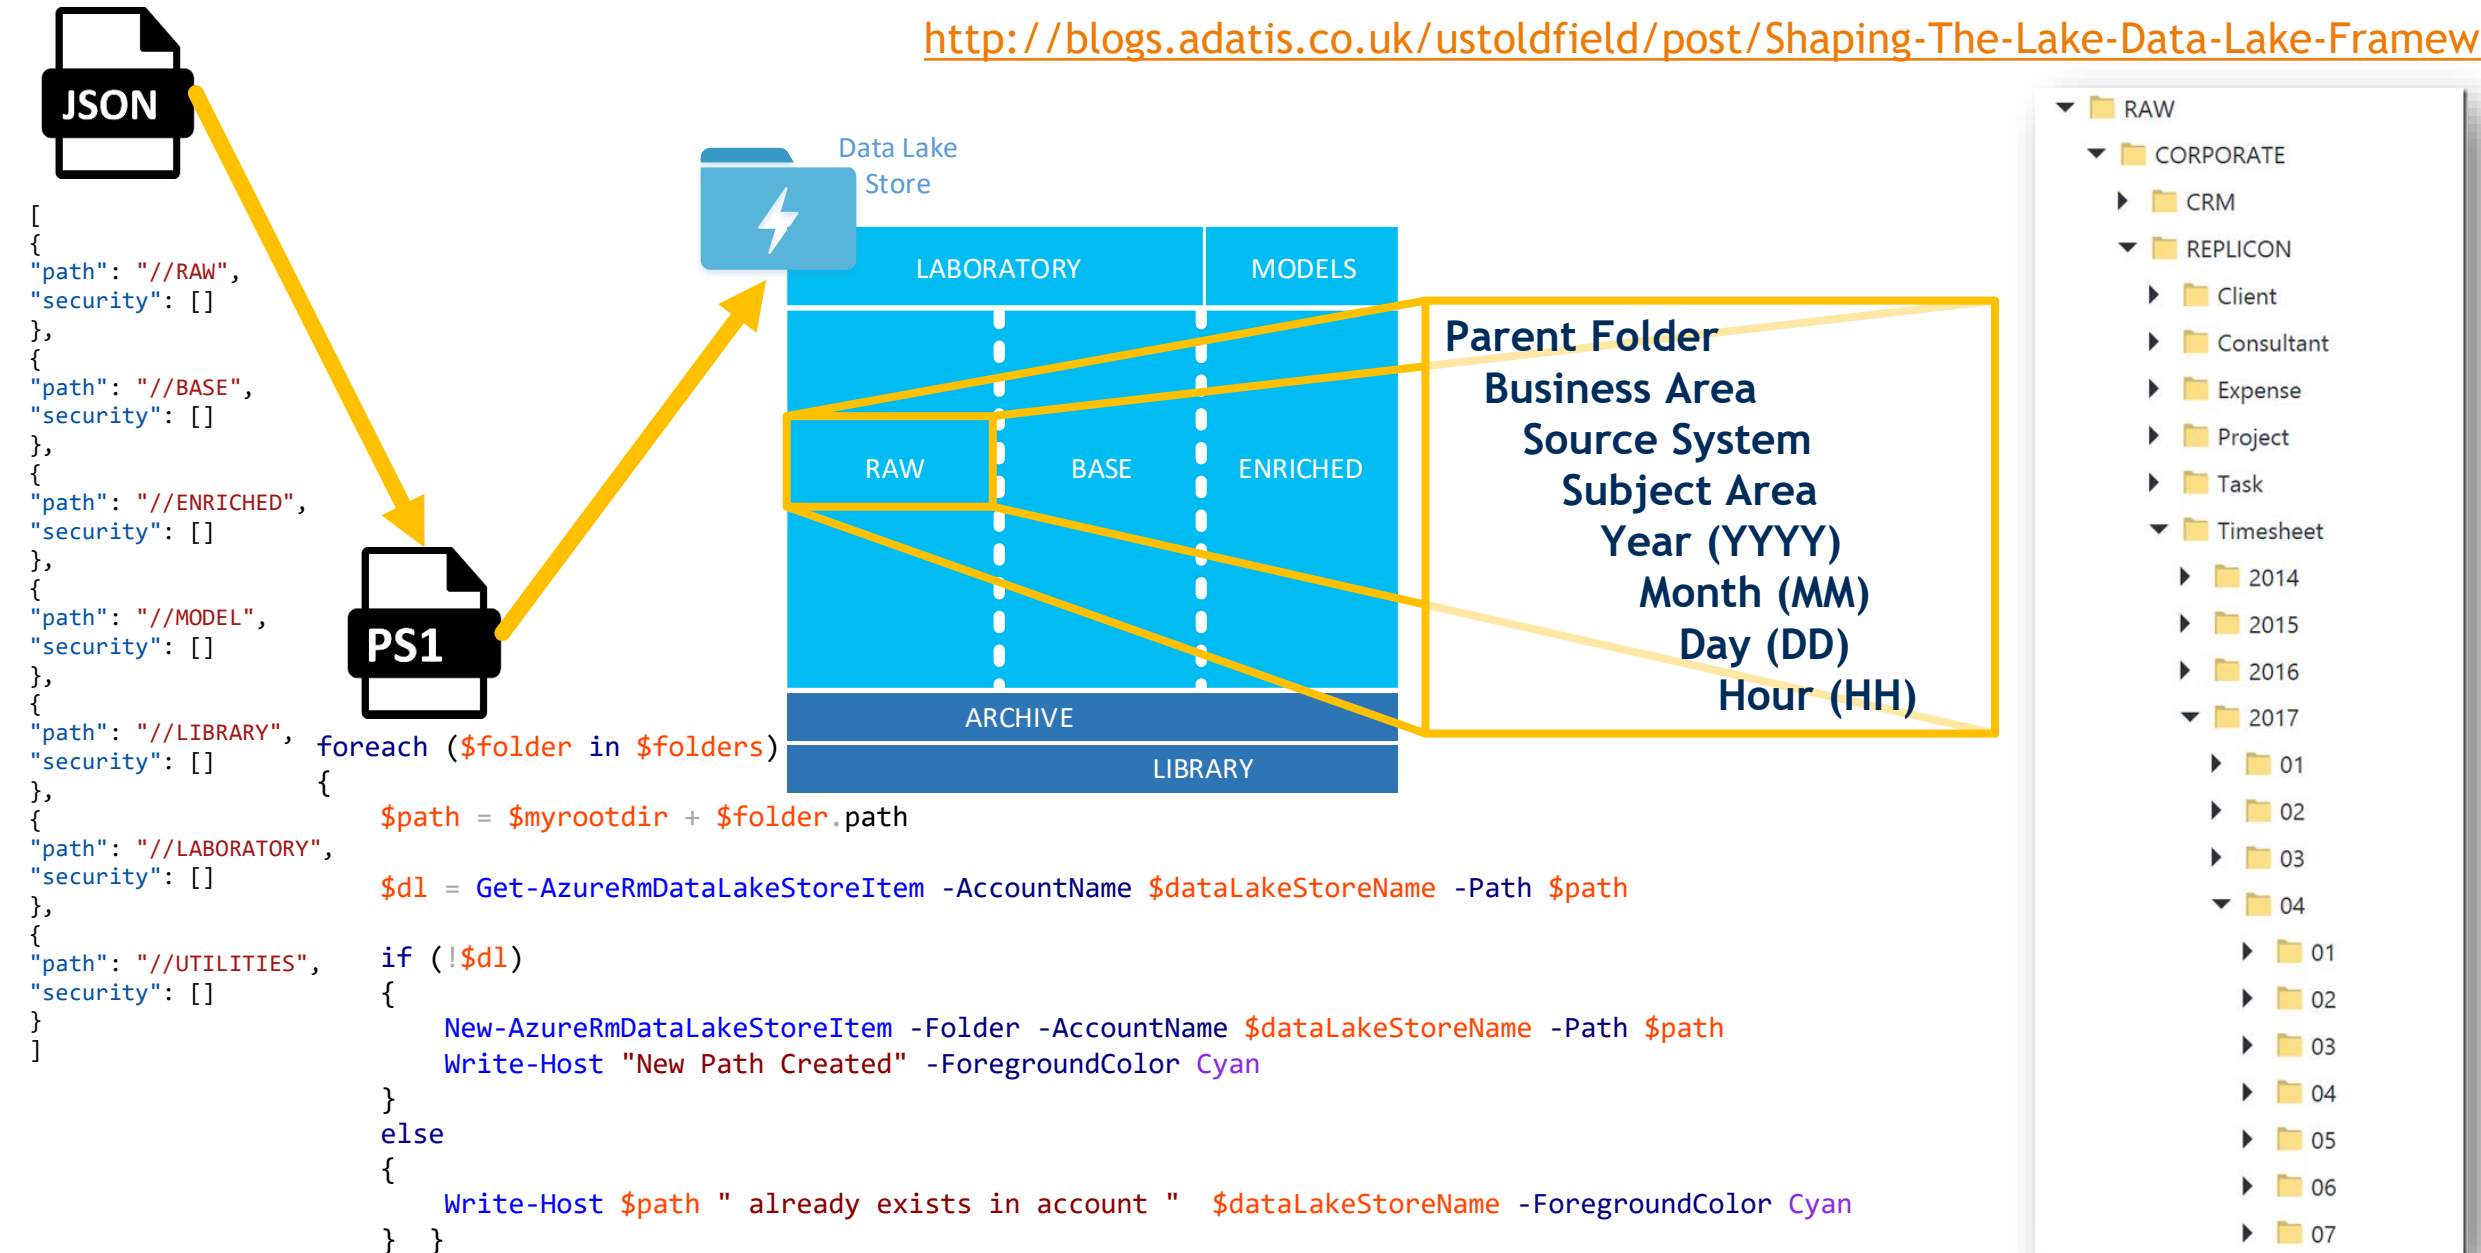 http://blogs.adatis.co.uk/ustoldfield/post/Shaping-The-Lake-Data-Lake-Framew
JSON
[
{
"path": "//RAW",
"security": []
},
{
"path": "//BASE",
"security": []
},
{
"path": "//ENRICHED",
"security": []
},
{
"path": "//MODEL",
"security": []
},
{
"path": "//LIBRARY",
"security": []
},
{
"path": "//LABORATORY",
"security": []
},
{
"path": "//UTILITIES",
"security": []
}
]
PS1
foreach ($folder in $folders)
{
$path = $myrootdir + $folder.path
$dl = Get-AzureRmDataLakeStoreItem -AccountName $dataLakeStoreName -Path $path
if (!$dl)
{
New-AzureRmDataLakeStoreItem -Folder -AccountName $dataLakeStoreName -Path $path
Write-Host "New Path Created" -ForegroundColor Cyan
}
else
{
Write-Host $path " already exists in account " $dataLakeStoreName -ForegroundColor Cyan
} }
Data Lake
Store
LABORATORY
MODELS
RAW
BASE
ENRICHED
ARCHIVE
LIBRARY
Parent Folder
Business Area
Source System
Subject Area
Year (YYYY)
Month (MM)
Day (DD)
Hour (HH)
RAW
CORPORATE
CRM
REPLICON
Client
Consultant
Expense
Project
Task
Timesheet
2014
2015
2016
2017
01
02
03
04
01
02
03
04
05
06
07